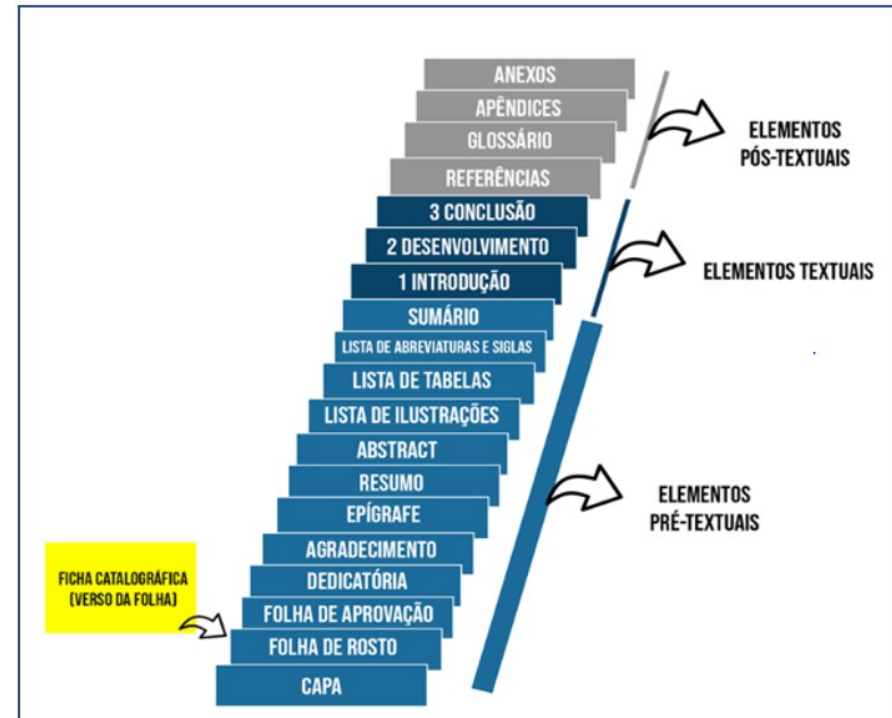 ANEXOS
APÊNDICES
GLOSSÁRIO
REFERÊNCIAS
3 CONCLUSÃO
2 DESENVOLVIMENTO
1 INTRODUÇÃO
SUMÁRIO
LISTA DE ABREVIATURAS E SIGLAS
LISTA DE TABELAS
LISTA DE ILUSTRAÇÕES
ABSTRACT
RESUMO
EPÍGRAFE
AGRADECIMENTO
DEDICATÓRIA
FOLHA DE APROVAÇÃO
FOLHA DE ROSTO
CAPA
ELEMENTOS
PÓS-TEXTUAIS
ELEMENTOS TEXTUAIS
ELEMENTOS
PRÉ-TEXTUAIS
FICHA CATALOGRÁFICA
(VERSO DA FOLHA)